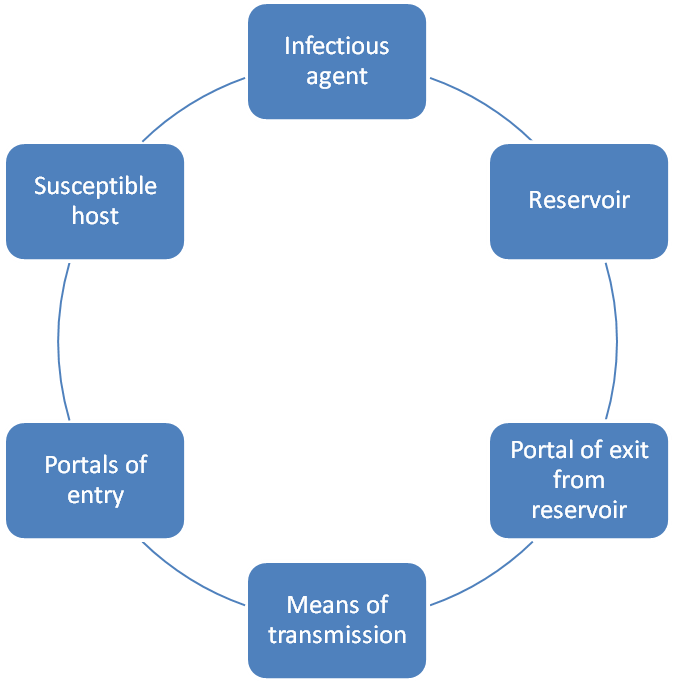 Infectious
agent
Reservoir
Portal of exit
from
reservoir
Means of
transmission
Portals of
entry
Susceptible
host